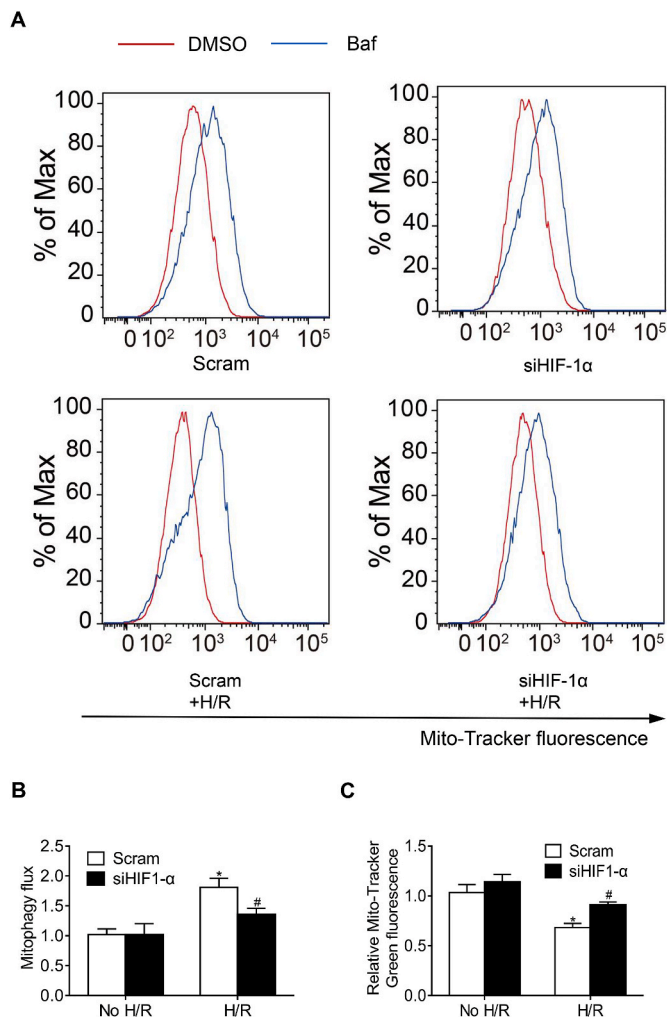 A
DMSO Baf
% of Max
100
80
60
40
20
0
0 10² 10³ 10⁴ 10⁵
Scram
% of Max
100
80
60
40
20
0
0 10² 10³ 10⁴ 10⁵
siHIF-1α
% of Max
100
80
60
40
20
0
0 10² 10³ 10⁴ 10⁵
Scram
+H/R
% of Max
100
80
60
40
20
0
0 10² 10³ 10⁴ 10⁵
siHIF-1α
+H/R
Mito-Tracker fluorescence
B
Mitophagy flux
2.5
2.0
1.5
1.0
0.5
0.0
Scram
siHIF1-α
*
#
No H/R H/R
C
Relative Mito-Tracker
Green fluorescence
1.5
1.0
0.5
0.0
Scram
siHIF1-α
*
#
No H/R H/R